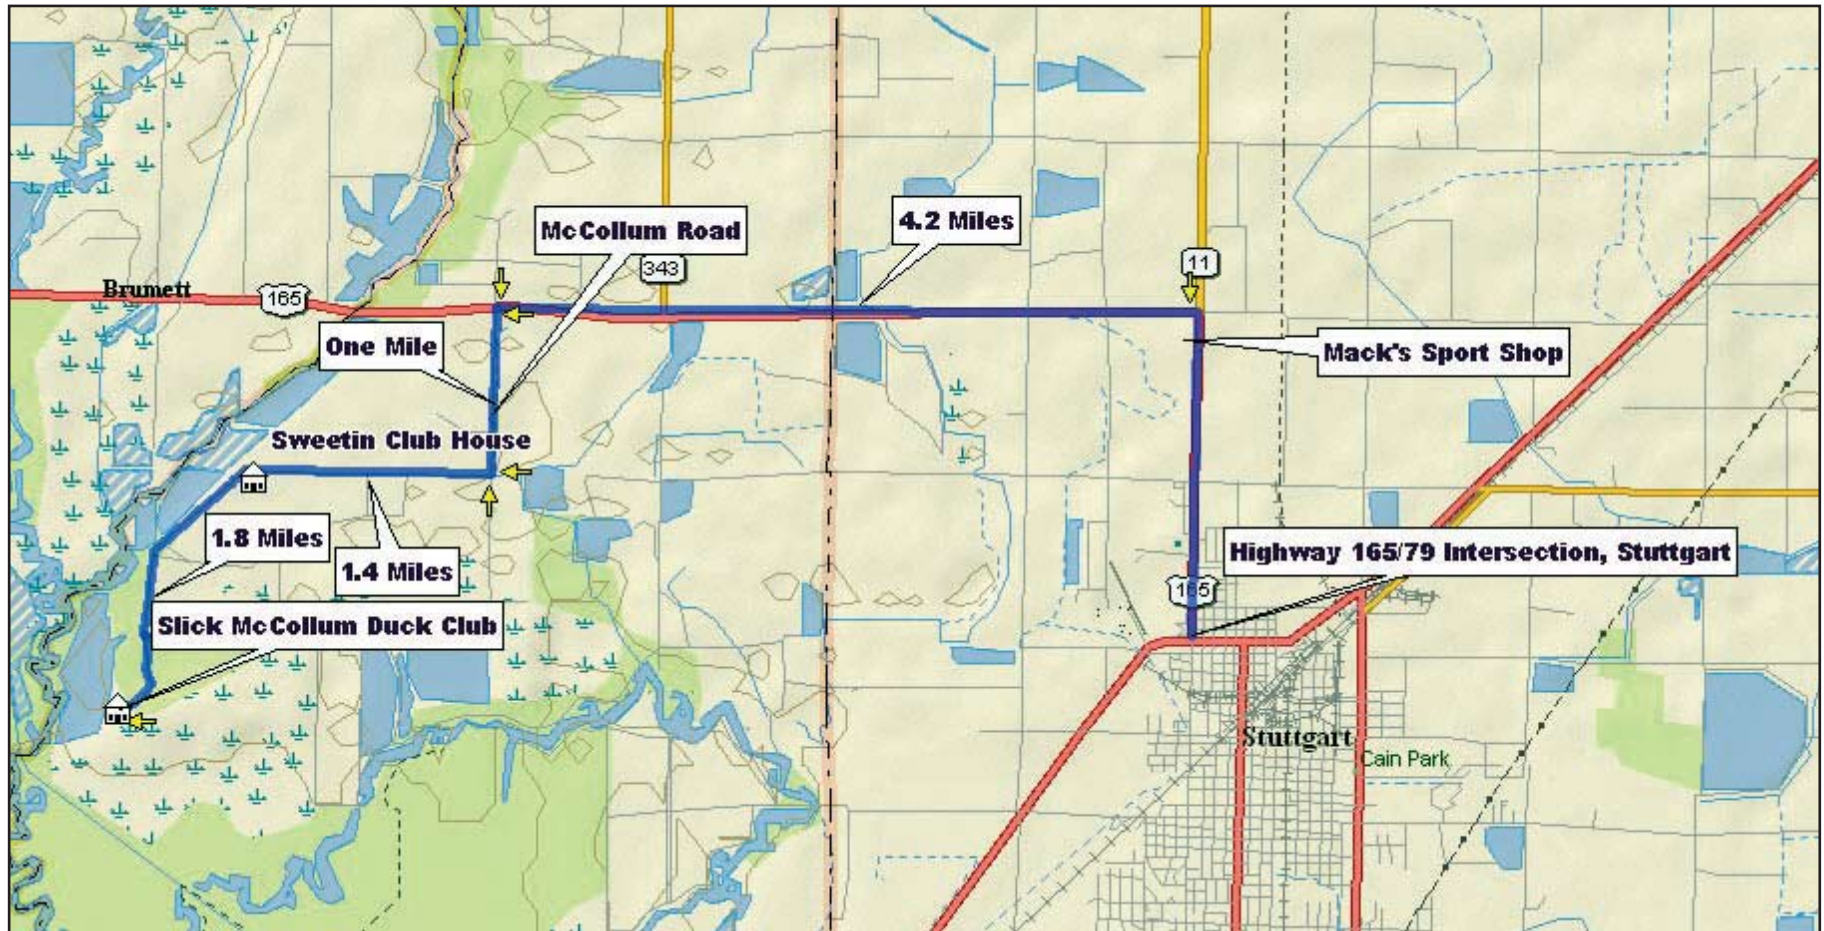 McCollum Road
4.2 Miles
343
11
Brumett
165
One Mile
Mack's Sport Shop
Sweetin Club House
1.8 Miles
1.4 Miles
Highway 165/79 Intersection, Stuttgart
165
Slick McCollum Duck Club
Stuttgart
Cain Park